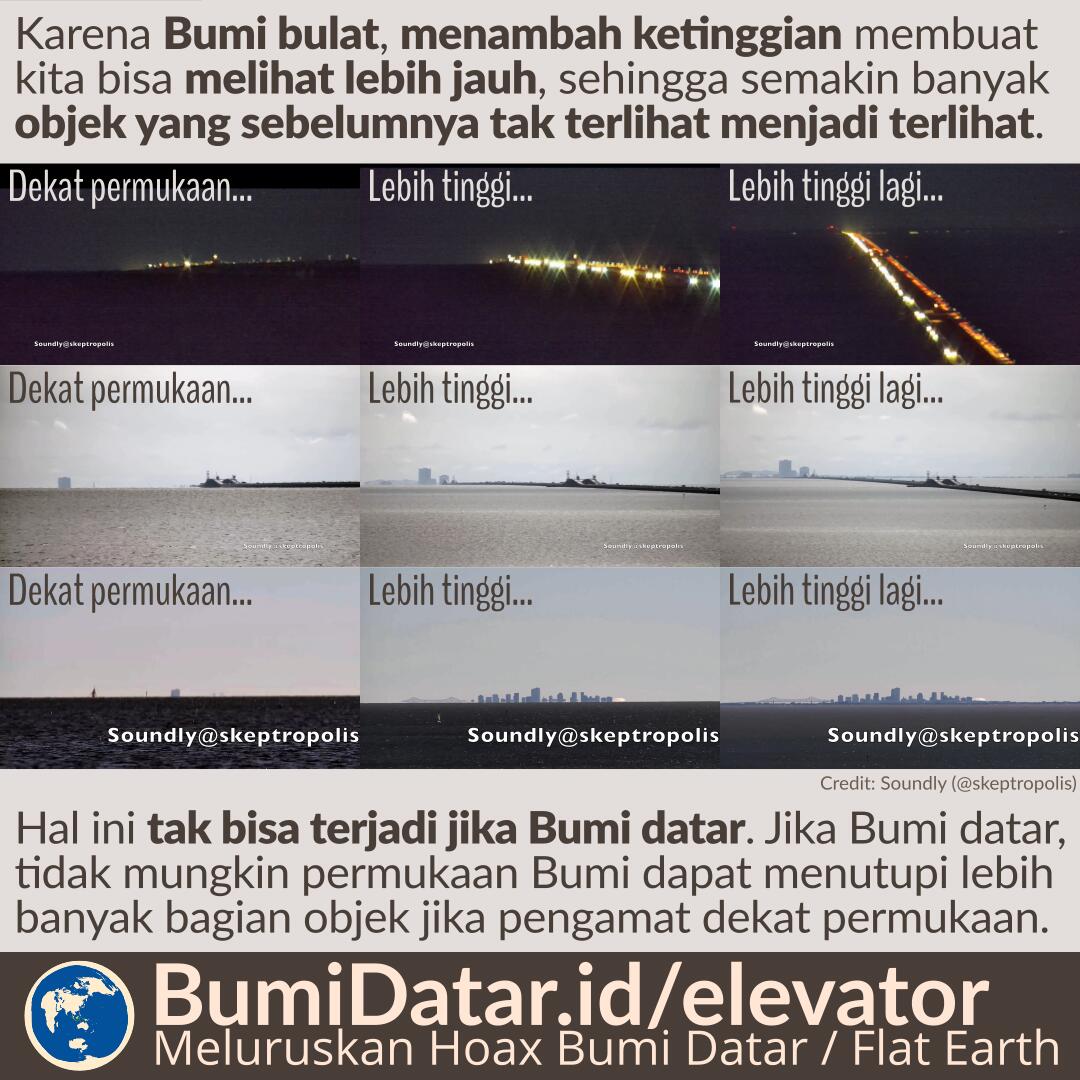 Karena Bumi bulat, menambah ketinggian membuat
kita bisa melihat lebih jauh, sehingga semakin banyak
objek yang sebelumnya tak terlihat menjadi terlihat.
Dekat permukaan...
Lebih tinggi...
Lebih tinggi lagi...
Soundly@skeptropolis
Soundly@skeptropolis
Soundly@skeptropolis
Dekat permukaan...
Lebih tinggi...
Lebih tinggi lagi...
Soundly@skeptropolis
Soundly@skeptropolis
Soundly@skeptropolis
Dekat permukaan...
Lebih tinggi...
Lebih tinggi lagi...
Soundly@skeptropolis
Soundly@skeptropolis
Soundly@skeptropolis
Credit: Soundly (@skeptropolis)
Hal ini tak bisa terjadi jika Bumi datar. Jika Bumi datar,
tidak mungkin permukaan Bumi dapat menutupi lebih
banyak bagian objek jika pengamat dekat permukaan.
BumiDatar.id/elevator
Meluruskan Hoax Bumi Datar / Flat Earth